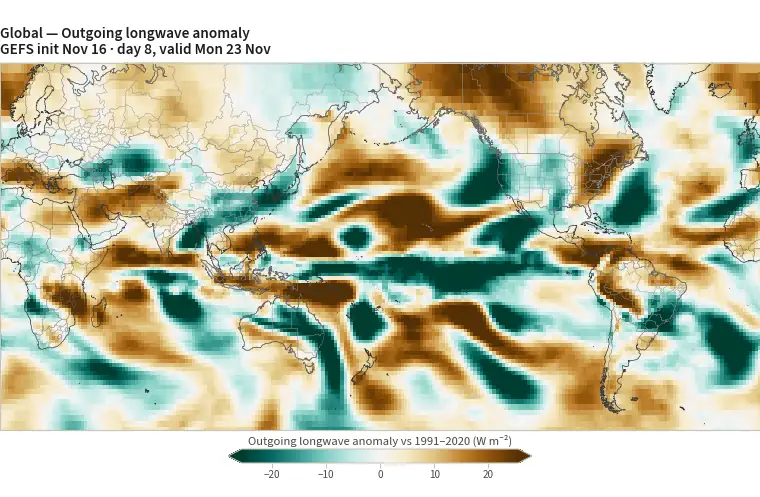 Global — Outgoing longwave anomaly
GEFS init Nov 16 · day 8, valid Mon 23 Nov
Outgoing longwave anomaly vs 1991–2020 (W m⁻²)
−20 −10 0 10 20